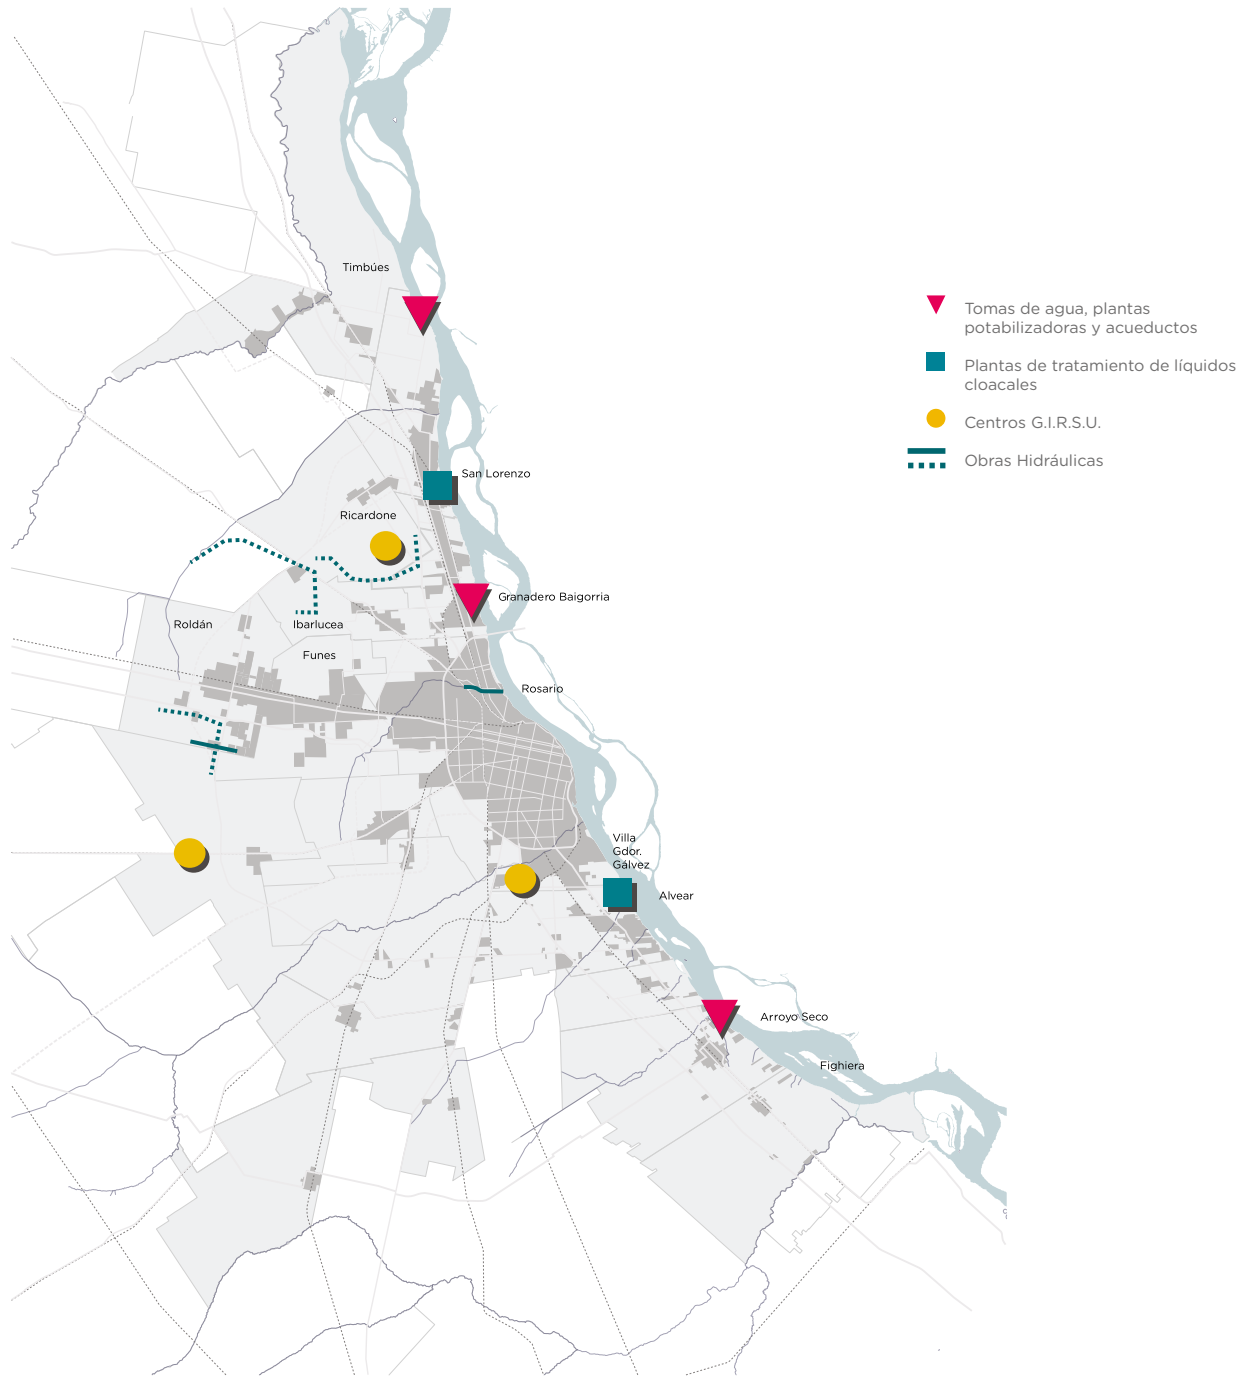 Timbúes
Tomas de agua, plantas
potabilizadoras y acueductos
Plantas de tratamiento de líquidos
cloacales
Centros G.I.R.S.U.
Obras Hidráulicas
San Lorenzo
Ricardone
Granadero Baigorria
Roldán
Ibarlucea
Funes
Rosario
Villa
Gdor.
Gálvez
Alvear
Arroyo Seco
Fighiera